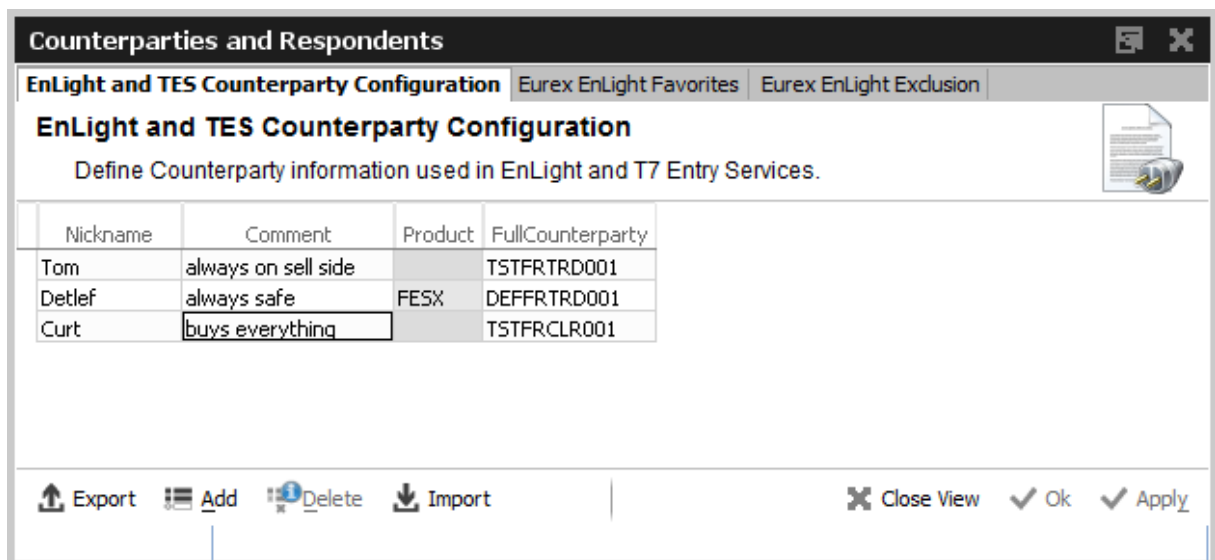 Counterparties and Respondents
EnLight and TES Counterparty Configuration Eurex EnLight Favorites Eurex EnLight Exclusion
EnLight and TES Counterparty Configuration
Define Counterparty information used in EnLight and T7 Entry Services.
Nickname Comment Product FullCounterparty
Tom always on sell side TSTFRTRD001
Detlef always safe FESX DEFFRTRD001
Curt buys everything TSTFRCLR001
Export Add Delete Import Close View Ok Apply